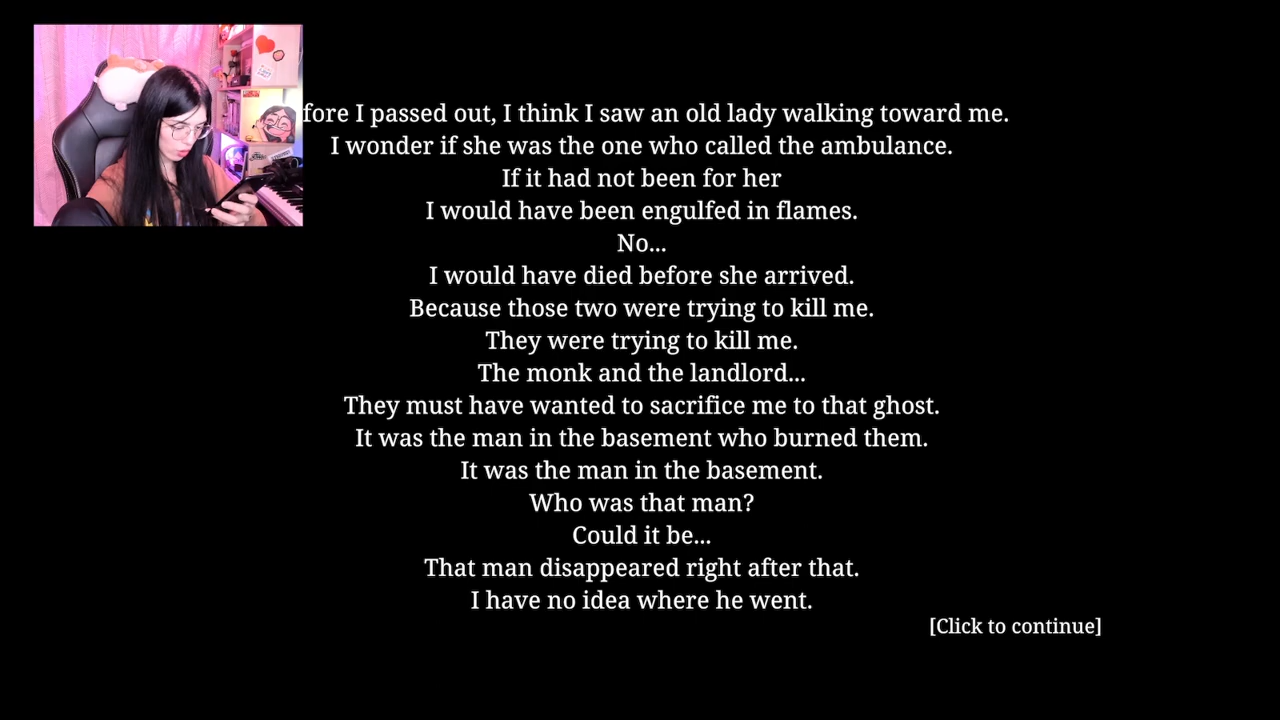 fore I passed out, I think I saw an old lady walking toward me.
I wonder if she was the one who called the ambulance.
If it had not been for her
I would have been engulfed in flames.
No...
I would have died before she arrived.
Because those two were trying to kill me.
They were trying to kill me.
The monk and the landlord...
They must have wanted to sacrifice me to that ghost.
It was the man in the basement who burned them.
It was the man in the basement.
Who was that man?
Could it be...
That man disappeared right after that.
I have no idea where he went.
[Click to continue]